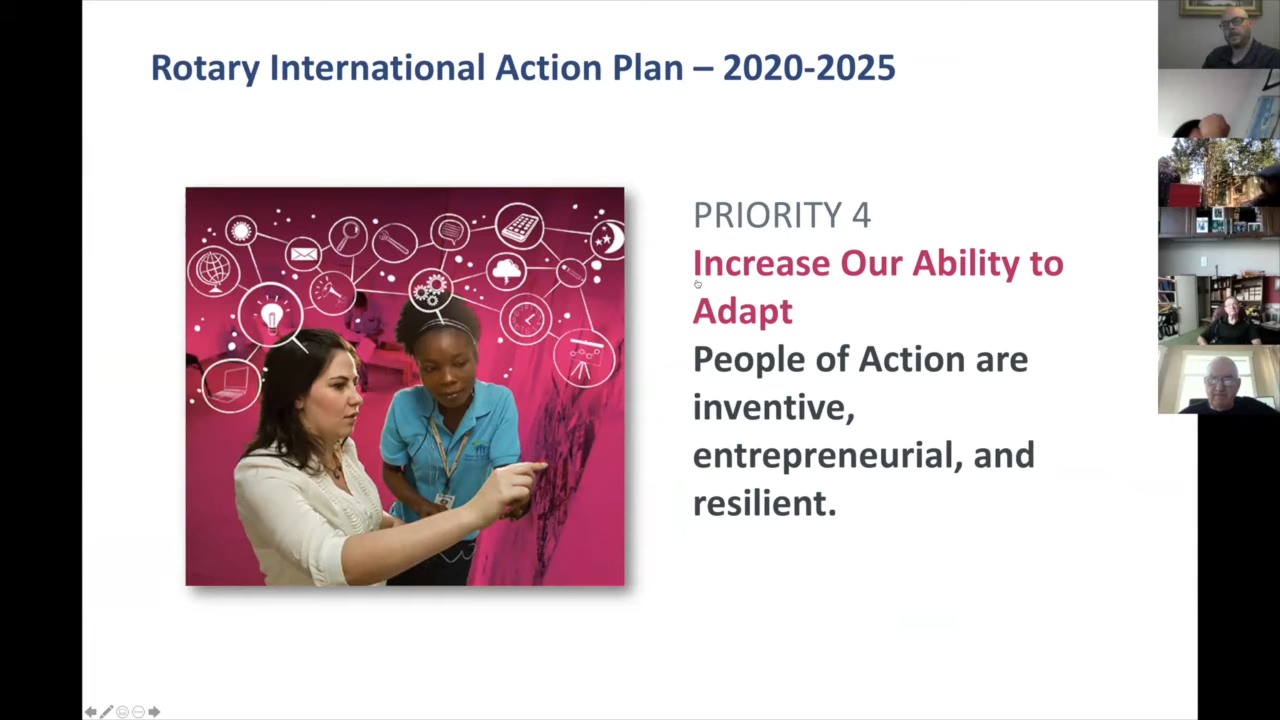 Rotary International Action Plan – 2020-2025
PRIORITY 4
Increase Our Ability to
Adapt
People of Action are
inventive,
entrepreneurial, and
resilient.